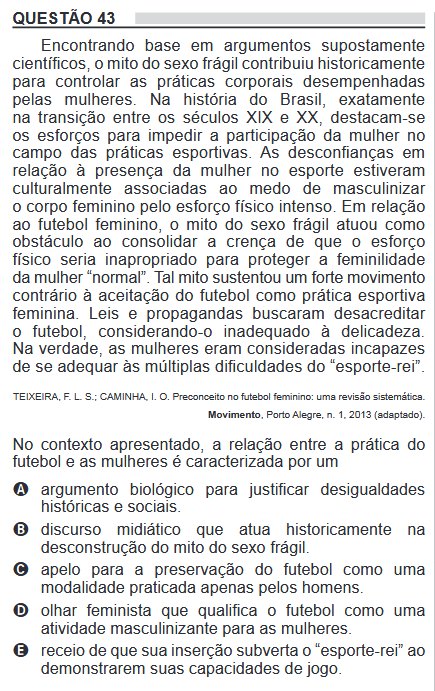 QUESTÃO 43
Encontrando base em argumentos supostamente
científicos, o mito do sexo frágil contribuiu historicamente
para controlar as práticas corporais desempenhadas
pelas mulheres. Na história do Brasil, exatamente
na transição entre os séculos XIX e XX, destacam-se
os esforços para impedir a participação da mulher no
campo das práticas esportivas. As desconfianças em
relação à presença da mulher no esporte estiveram
culturalmente associadas ao medo de masculinizar
o corpo feminino pelo esforço físico intenso. Em relação
ao futebol feminino, o mito do sexo frágil atuou como
obstáculo ao consolidar a crença de que o esforço
físico seria inapropriado para proteger a feminilidade
da mulher “normal”. Tal mito sustentou um forte movimento
contrário à aceitação do futebol como prática esportiva
feminina. Leis e propagandas buscaram desacreditar
o futebol, considerando-o inadequado à delicadeza.
Na verdade, as mulheres eram consideradas incapazes
de se adequar às múltiplas dificuldades do “esporte-rei”.
TEIXEIRA, F. L. S.; CAMINHA, I. O. Preconceito no futebol feminino: uma revisão sistemática.
Movimento, Porto Alegre, n. 1, 2013 (adaptado).
No contexto apresentado, a relação entre a prática do
futebol e as mulheres é caracterizada por um
A argumento biológico para justificar desigualdades
históricas e sociais.
B discurso midiático que atua historicamente na
desconstrução do mito do sexo frágil.
C apelo para a preservação do futebol como uma
modalidade praticada apenas pelos homens.
D olhar feminista que qualifica o futebol como uma
atividade masculinizante para as mulheres.
E receio de que sua inserção subverta o “esporte-rei” ao
demonstrarem suas capacidades de jogo.